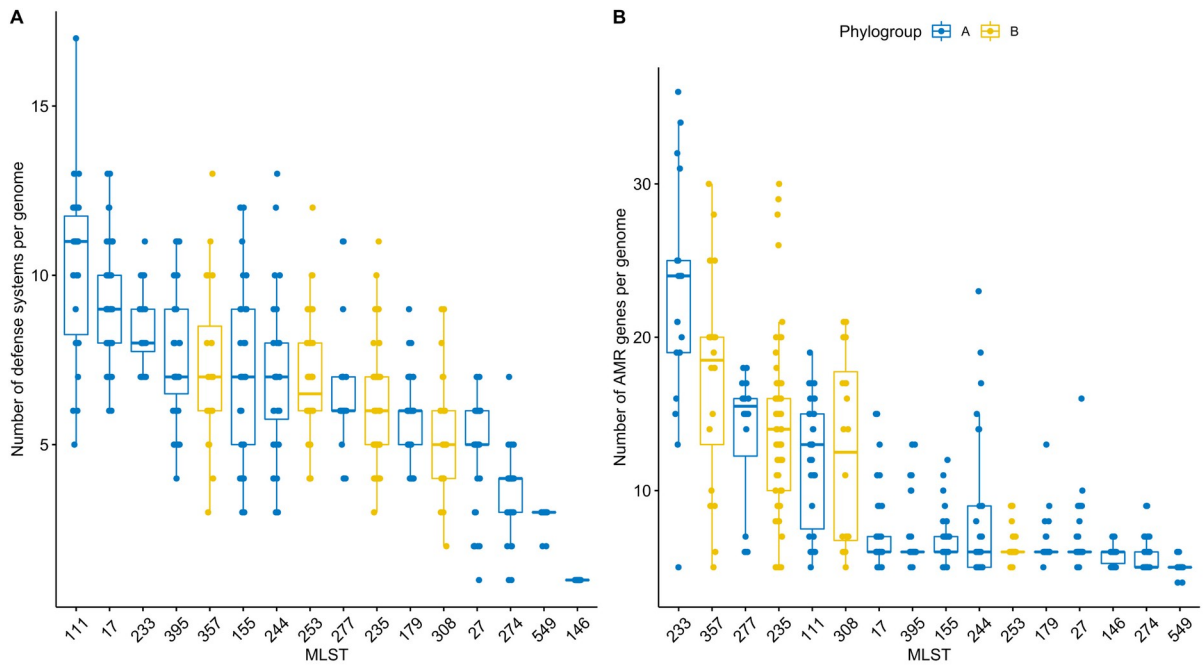 A
Number of defense systems per genome
15
10
5
111 17 233 395 357 155 244 253 277 235 179 308 27 274 549 146
MLST
B
Phylogroup A B
Number of AMR genes per genome
30
20
10
233 357 277 235 111 308 17 395 155 244 253 179 27 146 274 549
MLST